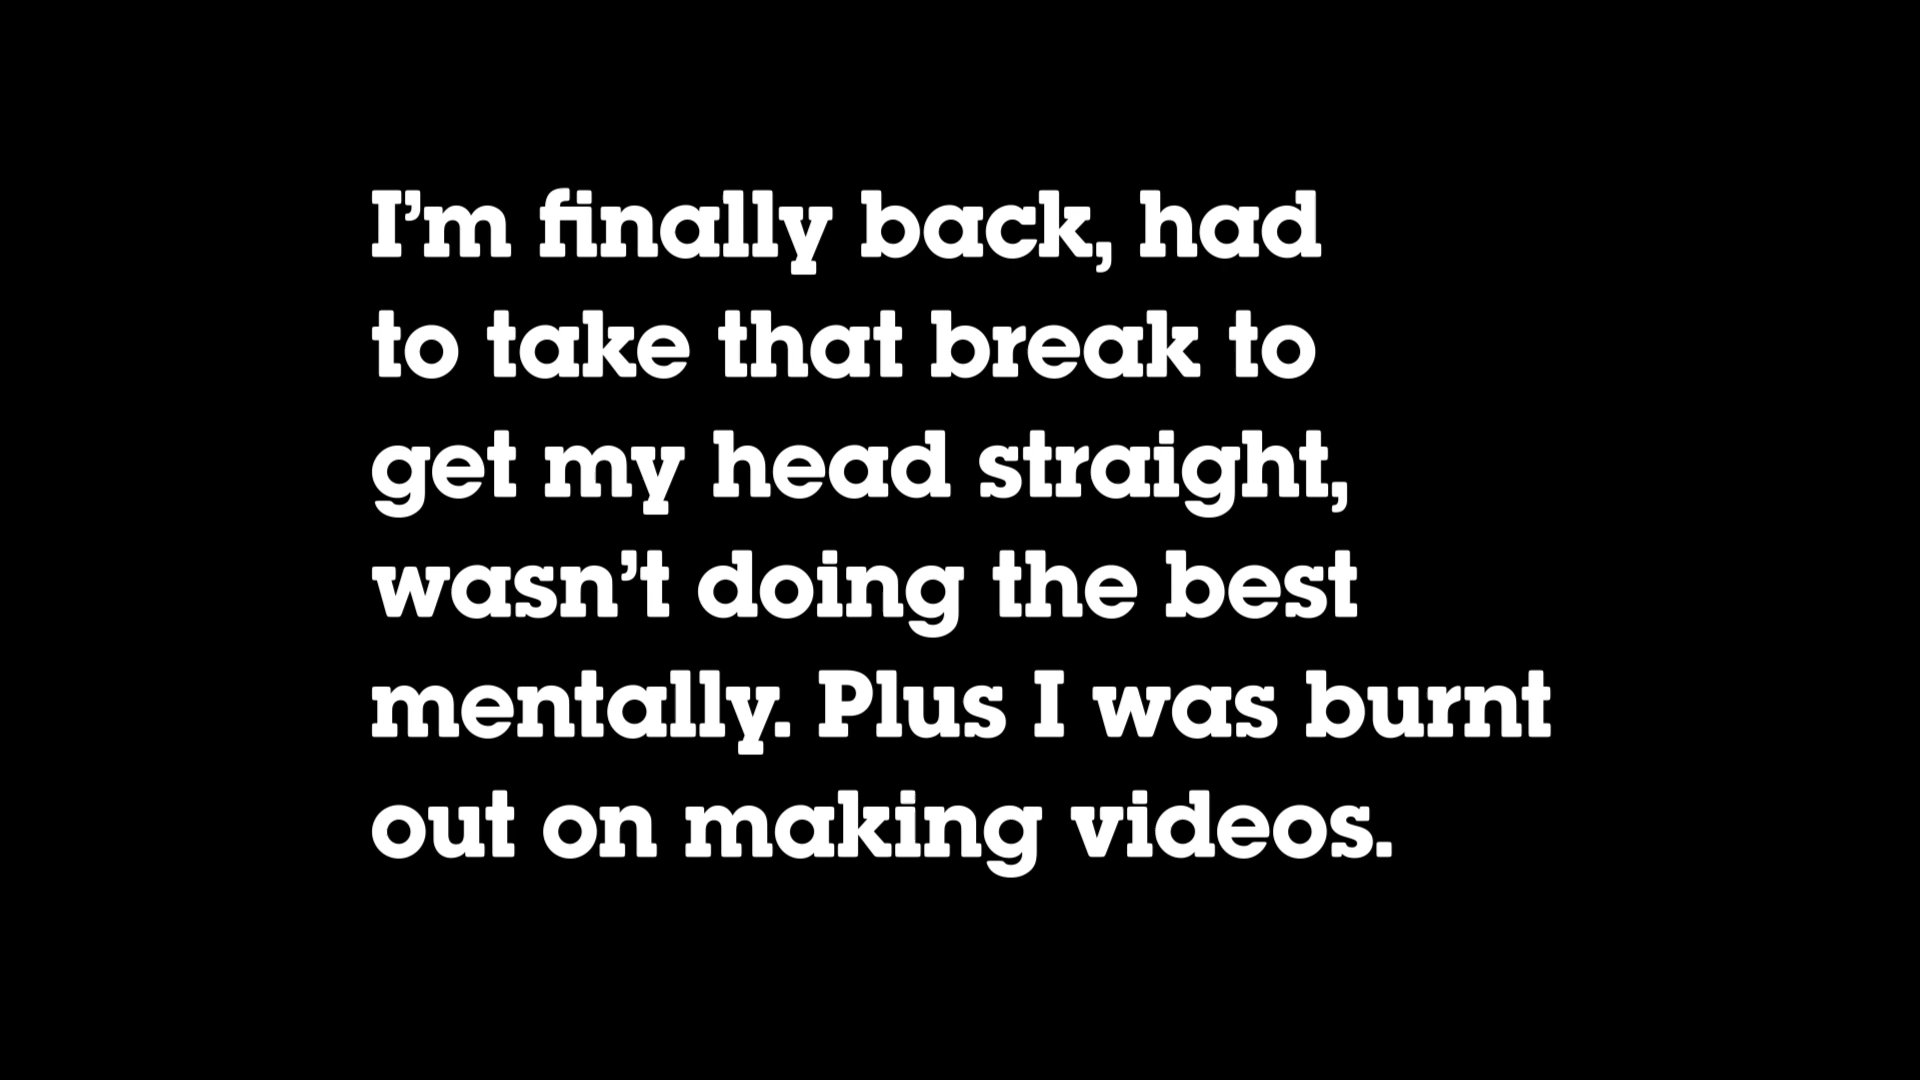 I’m finally back, had
to take that break to
get my head straight,
wasn’t doing the best
mentally. Plus I was burnt
out on making videos.